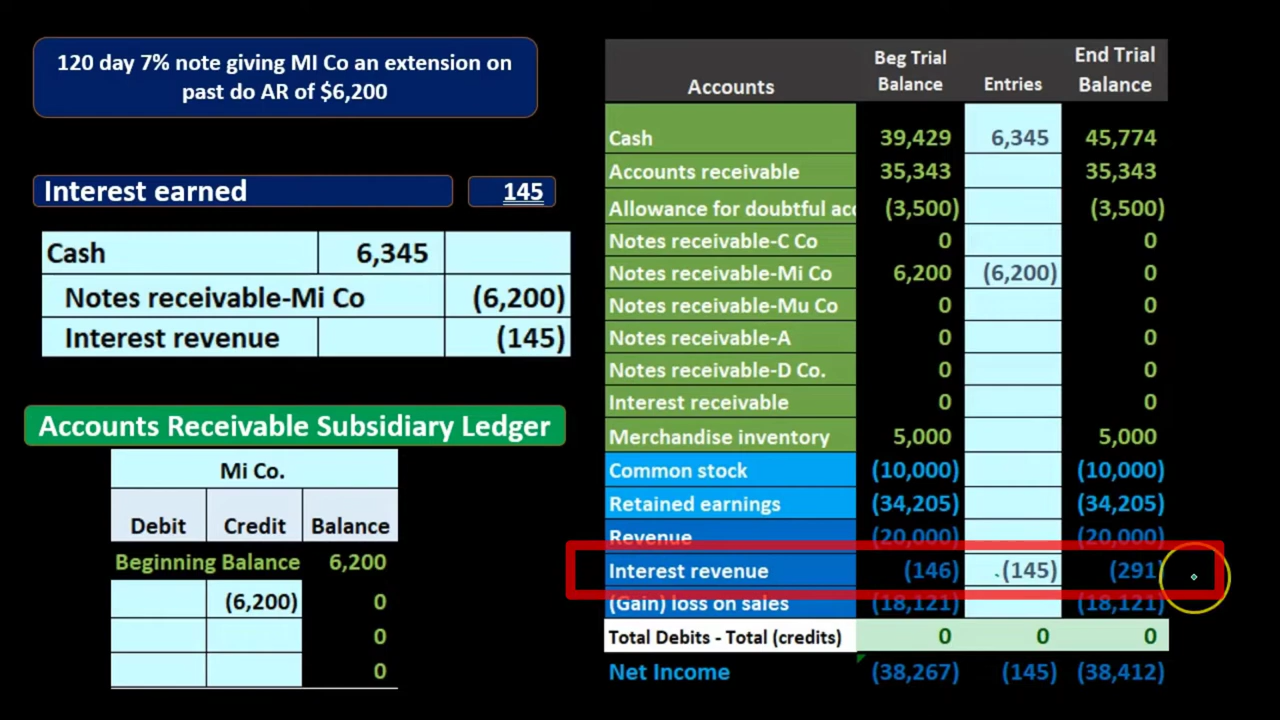 120 day 7% note giving MI Co an extension on
past do AR of $6,200
Interest earned 145
Cash 6,345
Notes receivable-Mi Co (6,200)
Interest revenue (145)
Accounts Receivable Subsidiary Ledger
Mi Co.
Debit Credit Balance
Beginning Balance 6,200
(6,200) 0
0
0
Beg Trial End Trial
Accounts Balance Entries Balance
Cash 39,429 6,345 45,774
Accounts receivable 35,343 35,343
Allowance for doubtful acc (3,500) (3,500)
Notes receivable-C Co 0 0
Notes receivable-Mi Co 6,200 (6,200) 0
Notes receivable-Mu Co 0 0
Notes receivable-A 0 0
Notes receivable-D Co. 0 0
Interest receivable 0 0
Merchandise inventory 5,000 5,000
Common stock (10,000) (10,000)
Retained earnings (34,205) (34,205)
Revenue (20,000) (20,000)
Interest revenue (146) (145) (291)
(Gain) loss on sales (18,121) (18,121)
Total Debits - Total (credits) 0 0 0
Net Income (38,267) (145) (38,412)